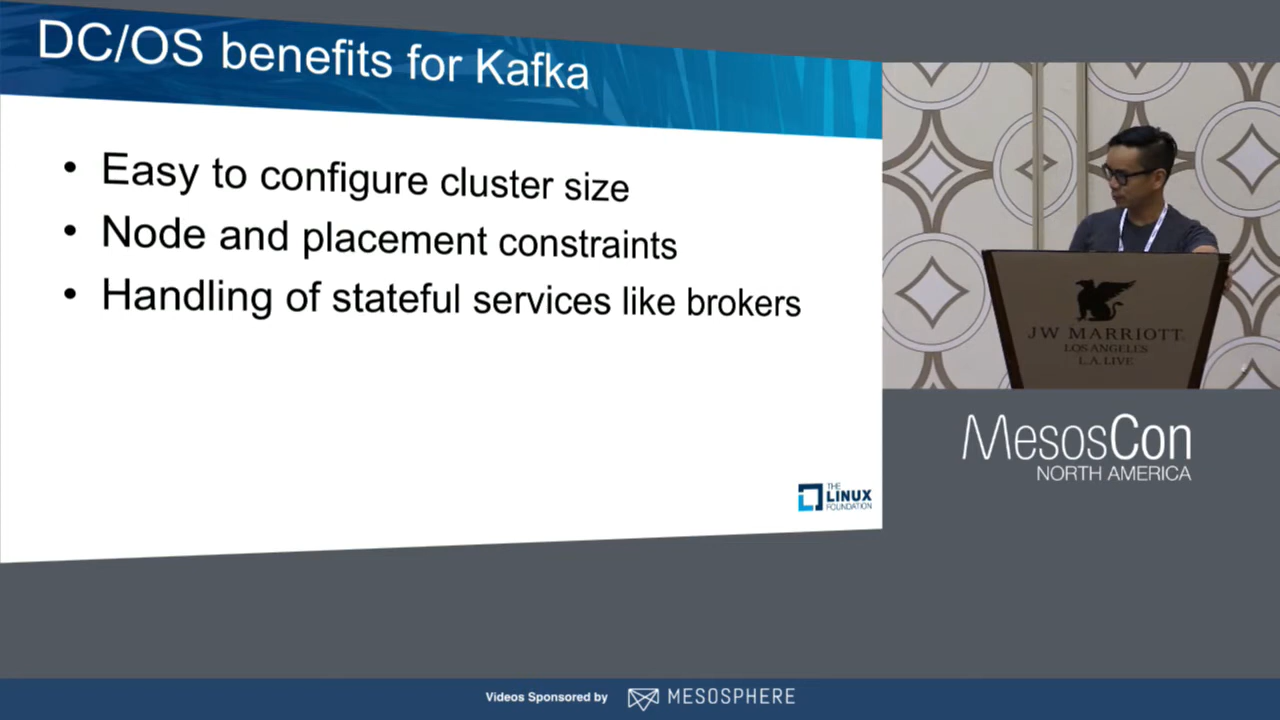 DC/OS benefits for Kafka
• Easy to configure cluster size
• Node and placement constraints
• Handling of stateful services like brokers
THE
LINUX
FOUNDATION
JW MARRIOTT
LOS ANGELES
L.A. LIVE
MesosCon
NORTH AMERICA
Videos Sponsored by MESOSPHERE